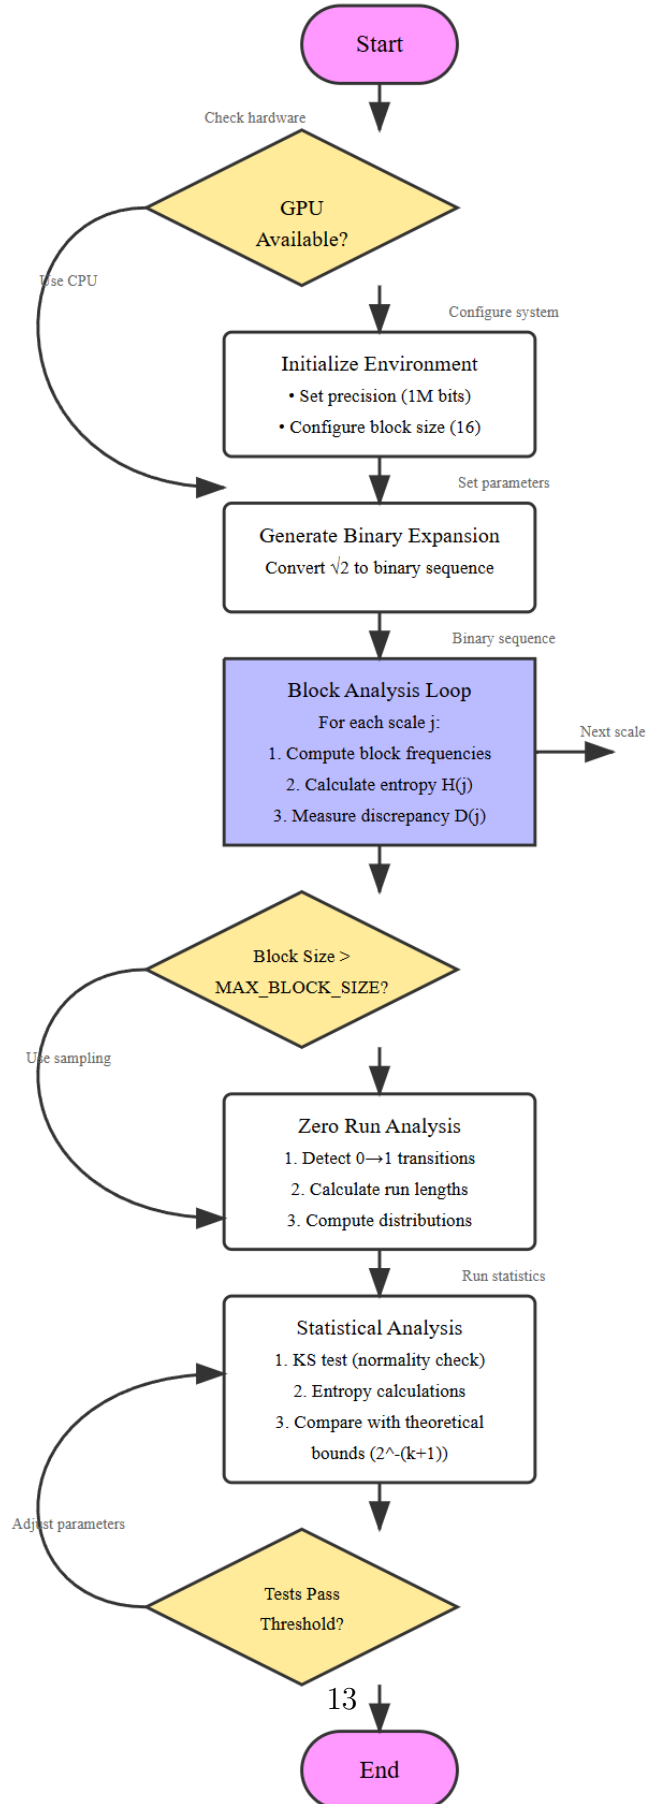 Start
Check hardware
GPU
Available?
Use CPU
Configure system
Initialize Environment
• Set precision (1M bits)
• Configure block size (16)
Set parameters
Generate Binary Expansion
Convert √2 to binary sequence
Binary sequence
Block Analysis Loop
For each scale j:
Next scale
1. Compute block frequencies
2. Calculate entropy H(j)
3. Measure discrepancy D(j)
Block Size >
MAX_BLOCK_SIZE?
Use sampling
Zero Run Analysis
1. Detect 0→1 transitions
2. Calculate run lengths
3. Compute distributions
Run statistics
Statistical Analysis
1. KS test (normality check)
2. Entropy calculations
3. Compare with theoretical
bounds (2^-(k+1))
Adjust parameters
Tests Pass
Threshold?
13
End